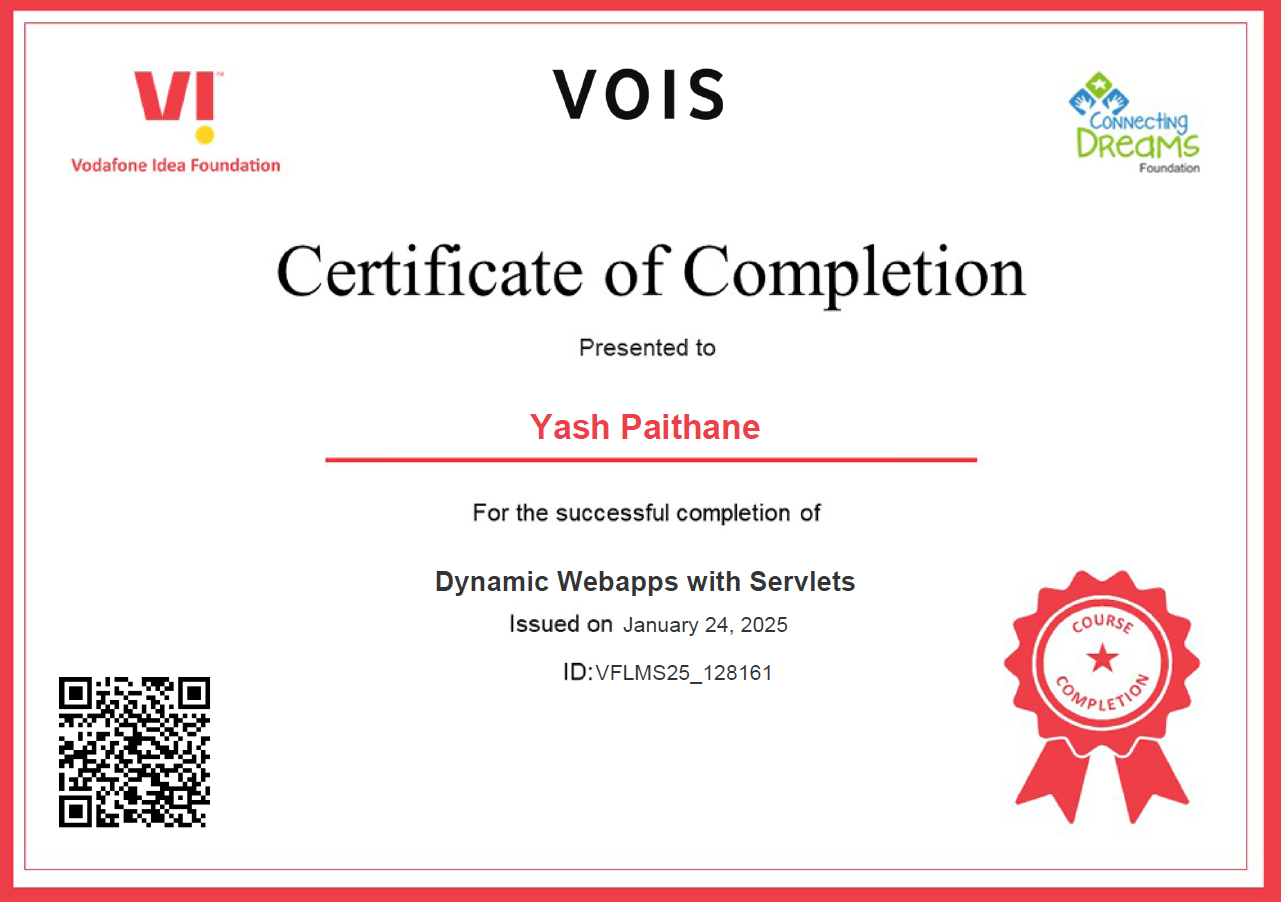 VI™
Vodafone Idea Foundation
VOIS
Connecting
Dreams
Foundation
Certificate of Completion
Presented to
Yash Paithane
For the successful completion of
Dynamic Webapps with Servlets
Issued on January 24, 2025
ID:VFLMS25_128161
COURSE
COMPLETION